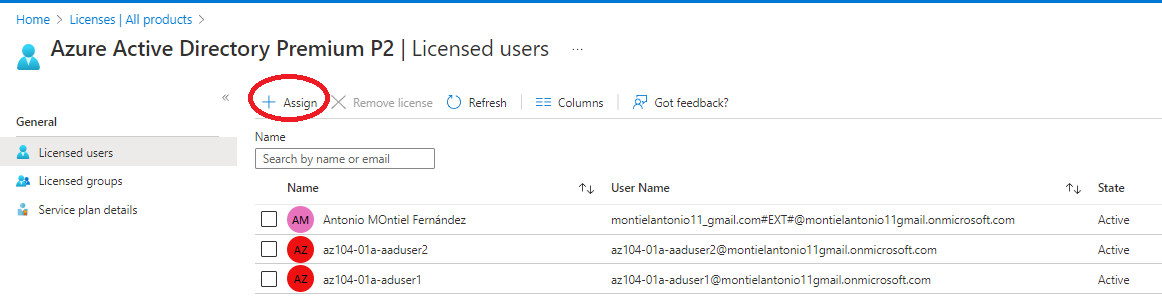 Home > Licenses | All products >
Azure Active Directory Premium P2 | Licensed users ...
« + Assign Remove license Refresh Columns Got feedback?
General
Licensed users
Licensed groups
Service plan details
Name
Search by name or email
Name User Name State
AM Antonio MOntiel Fernández montielantonio11_gmail.com#EXT#@montielantonio11gmail.onmicrosoft.com Active
AZ az104-01a-aaduser2 az104-01a-aaduser2@montielantonio11gmail.onmicrosoft.com Active
AZ az104-01a-aduser1 az104-01a-aduser1@montielantonio11gmail.onmicrosoft.com Active